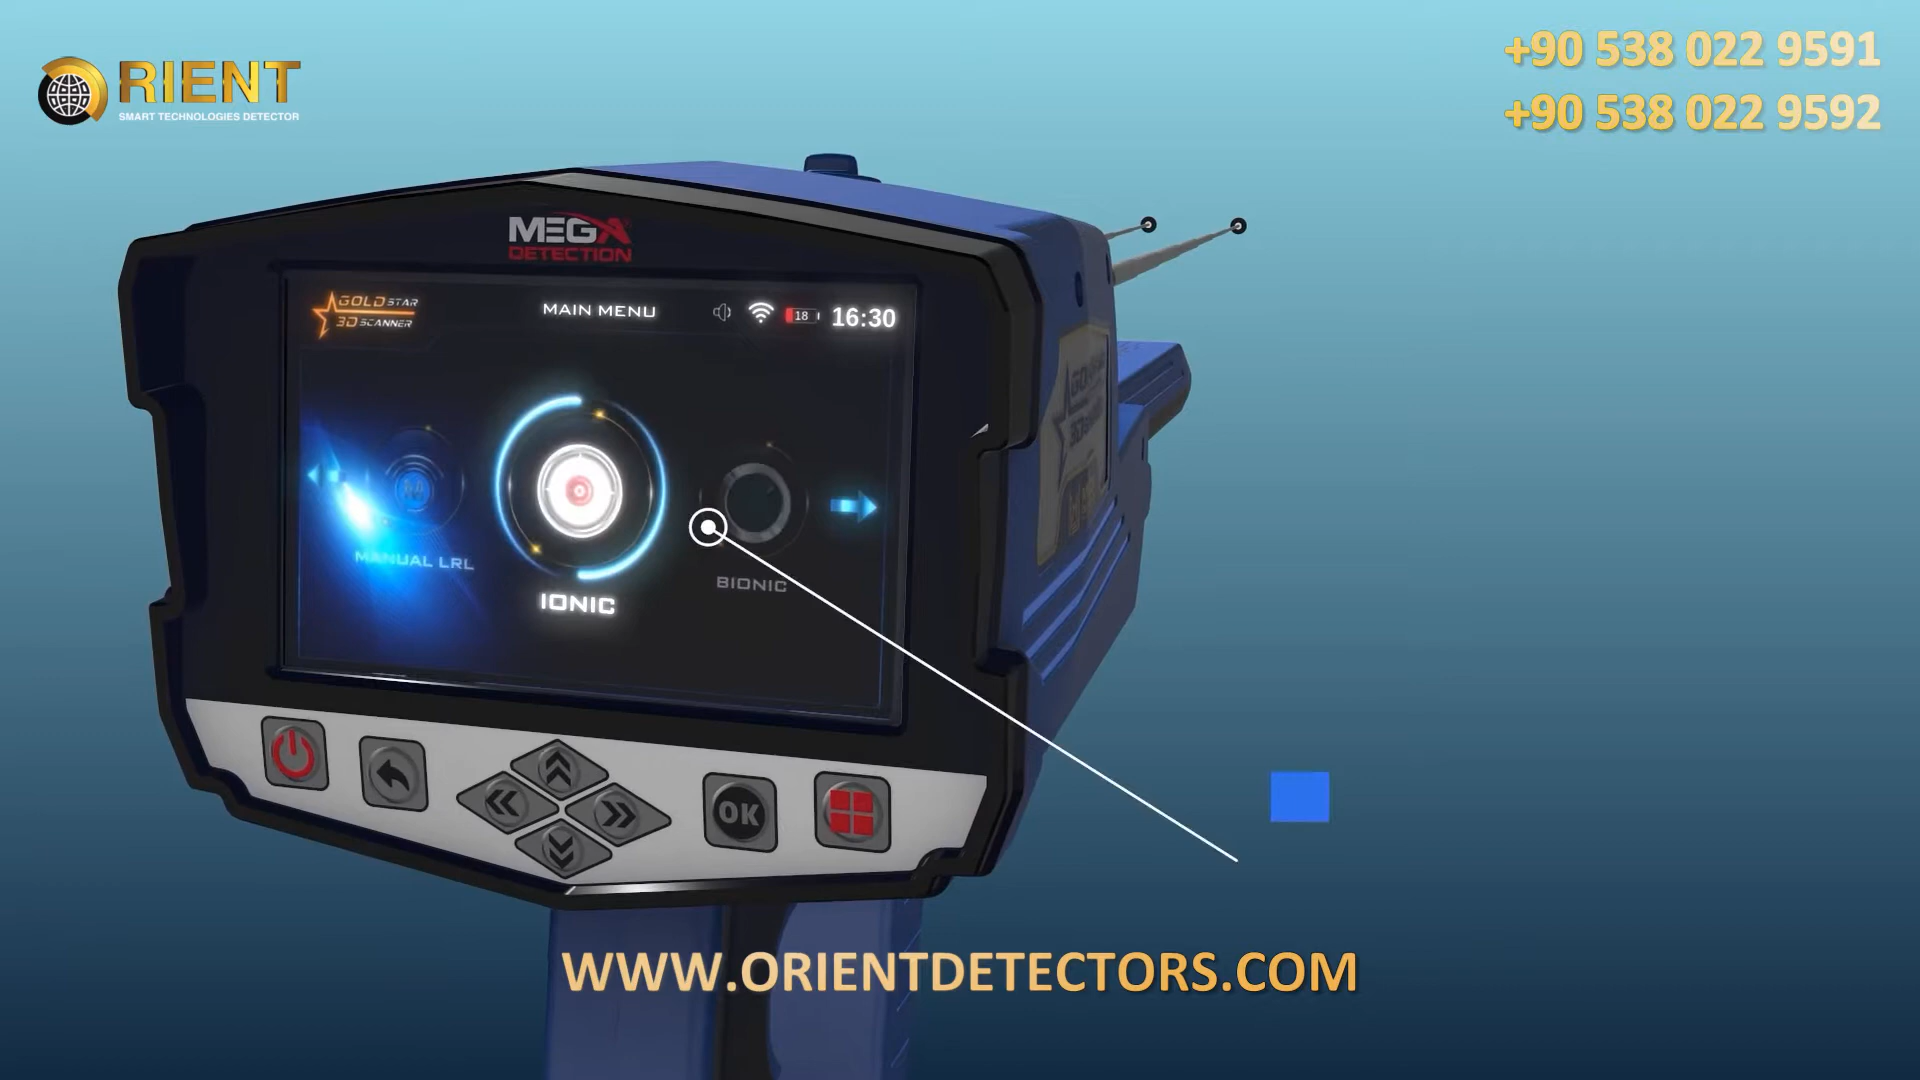 ORIENT
SMART TECHNOLOGIES DETECTOR
+90 538 022 9591
+90 538 022 9592
MEGA
DETECTION
GOLD STAR
3D SCANNER
MAIN MENU
18
16:30
MANUAL LRL
IONIC
BIONIC
OK
WWW.ORIENTDETECTORS.COM